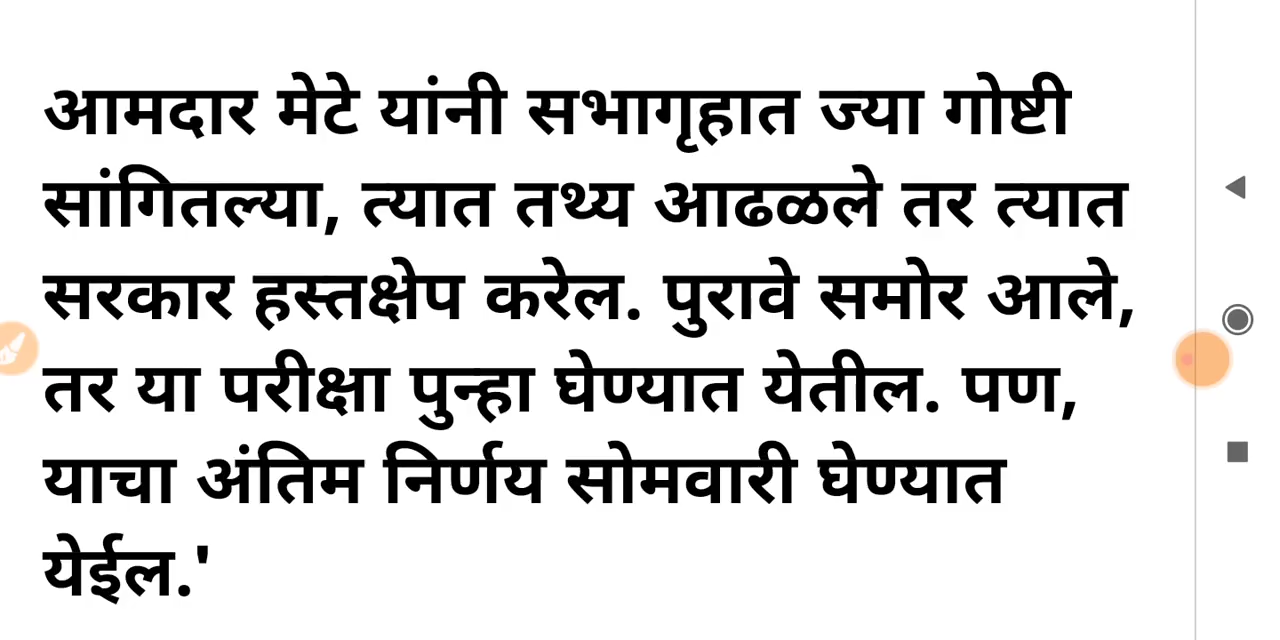 आमदार मेटे यांनी सभागृहात ज्या गोष्टी
सांगितल्या, त्यात तथ्य आढळले तर त्यात
सरकार हस्तक्षेप करेल. पुरावे समोर आले,
तर या परीक्षा पुन्हा घेण्यात येतील. पण,
याचा अंतिम निर्णय सोमवारी घेण्यात
येईल.'